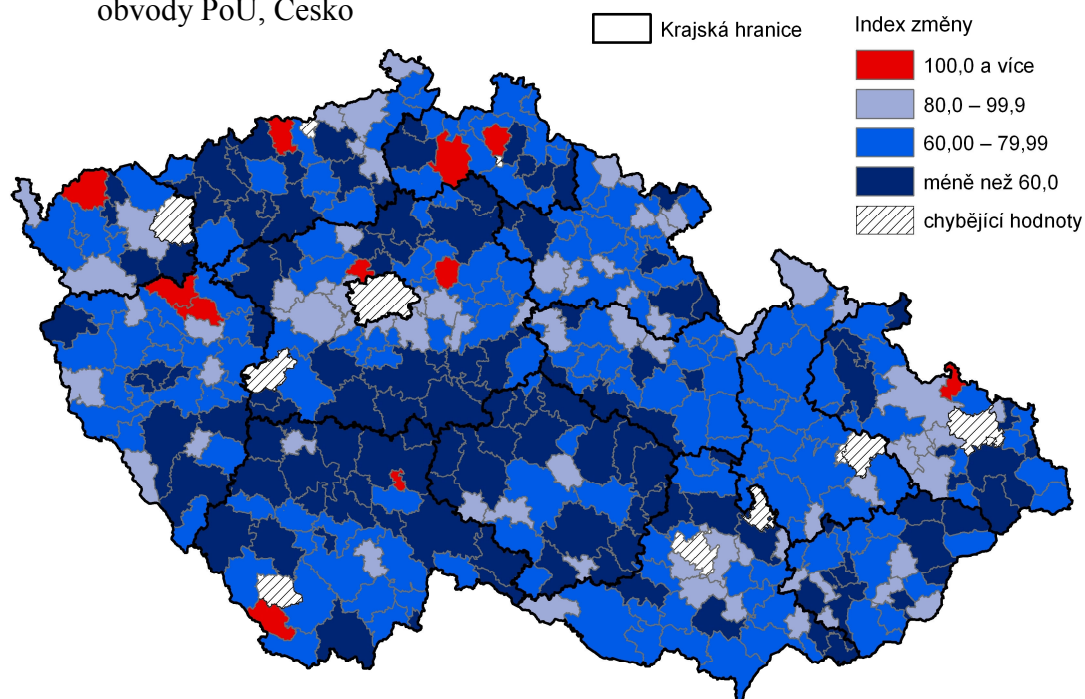 obvody PoÚ, Česko
Krajská hranice
Index změny
100,0 a více
80,0 – 99,9
60,00 – 79,99
méně než 60,0
chybějící hodnoty